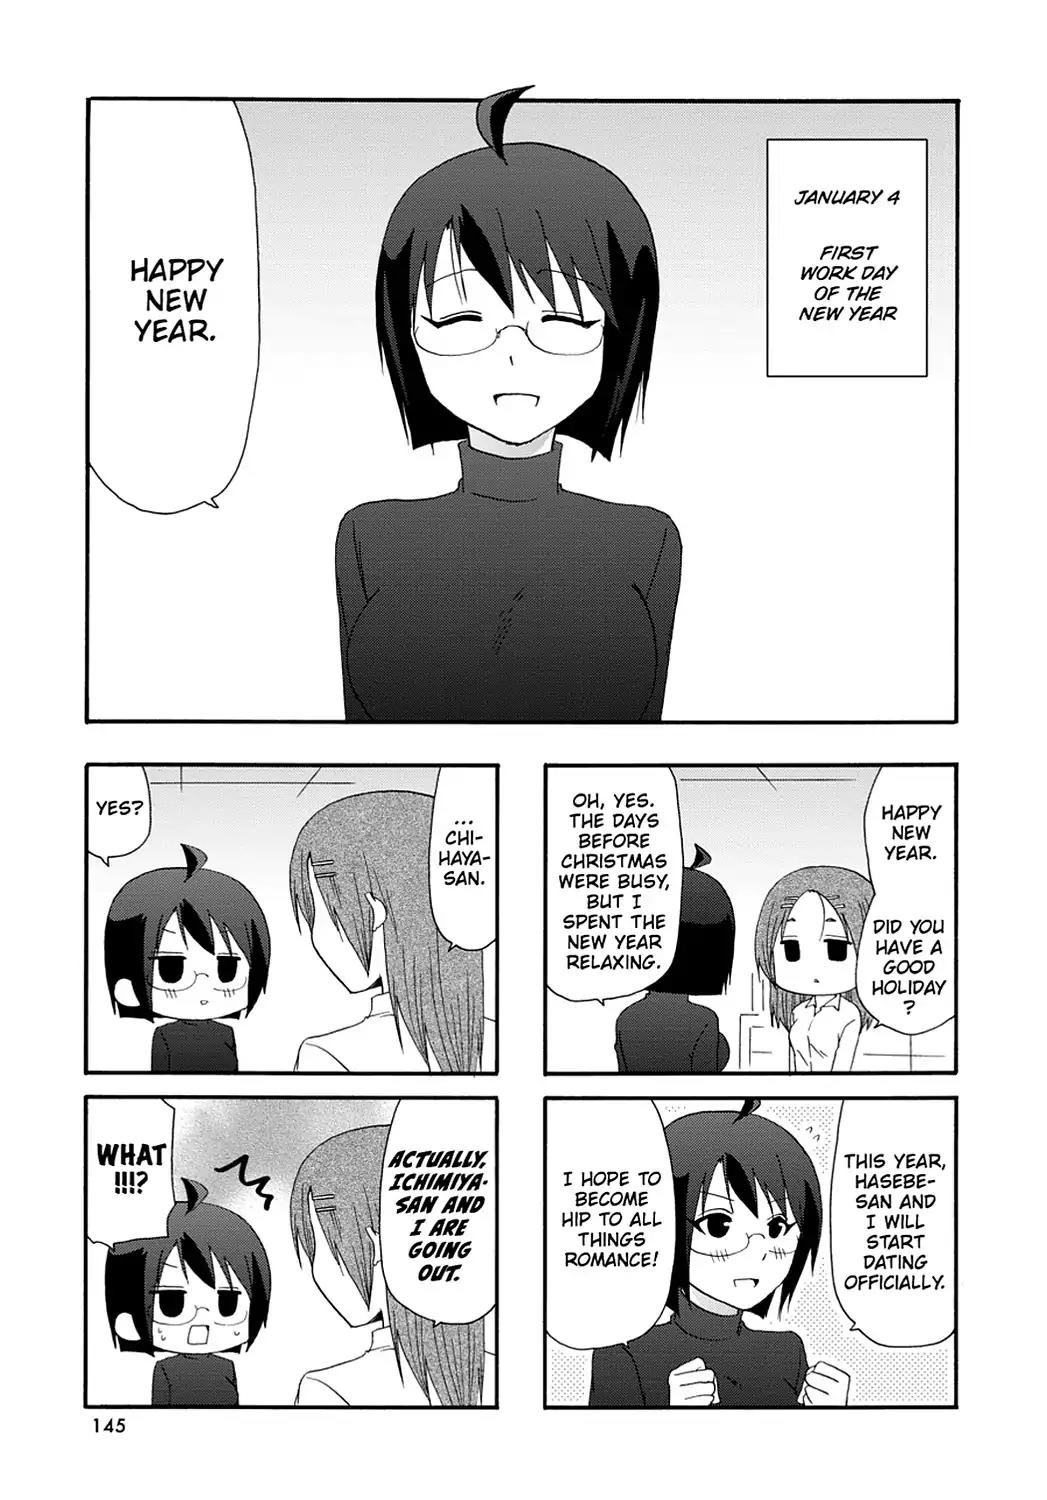 JANUARY 4
FIRST
WORK DAY
OF THE
NEW YEAR
HAPPY
NEW
YEAR.
HAPPY
NEW
YEAR.
DID YOU
HAVE A
GOOD
HOLIDAY
?
OH, YES.
THE DAYS
BEFORE
CHRISTMAS
WERE BUSY,
BUT I
SPENT THE
NEW YEAR
RELAXING.
THIS YEAR,
HASEBE-
SAN AND
I WILL
START
DATING
OFFICIALLY.
I HOPE TO
BECOME
HIP TO ALL
THINGS
ROMANCE!
...
CHI-
HAYA-
SAN.
YES?
ACTUALLY,
ICHIMIYA-
SAN AND
I ARE
GOING
OUT.
WHAT
!!!?
145